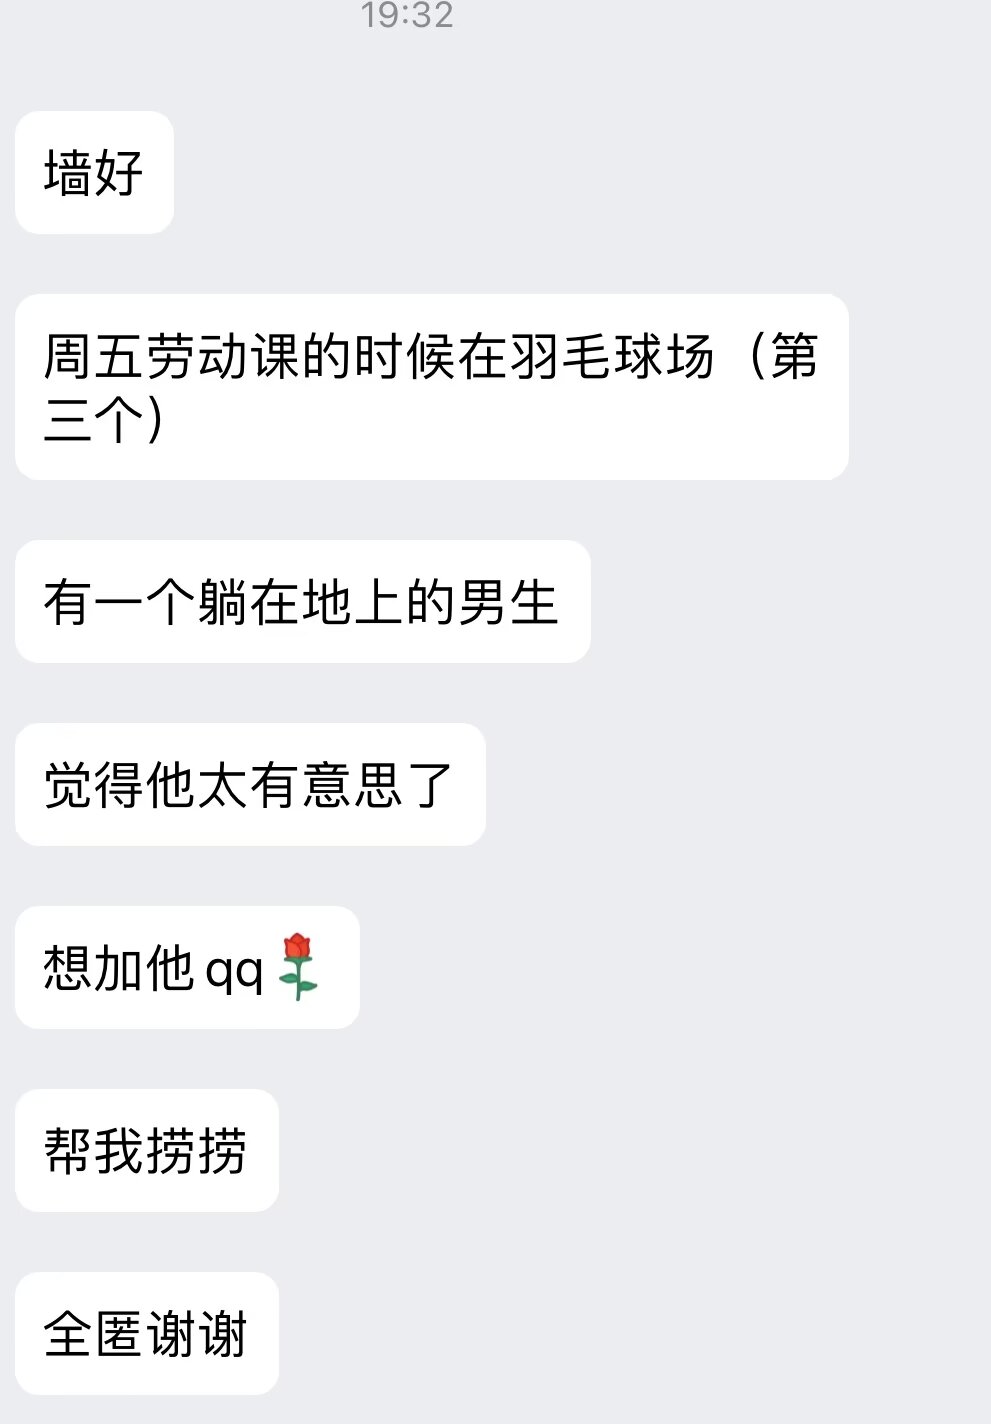 19:32
墙好
周五劳动课的时候在羽毛球场（第
三个）
有一个躺在地上的男生
觉得他太有意思了
想加他qq🌹
帮我捞捞
全匿谢谢